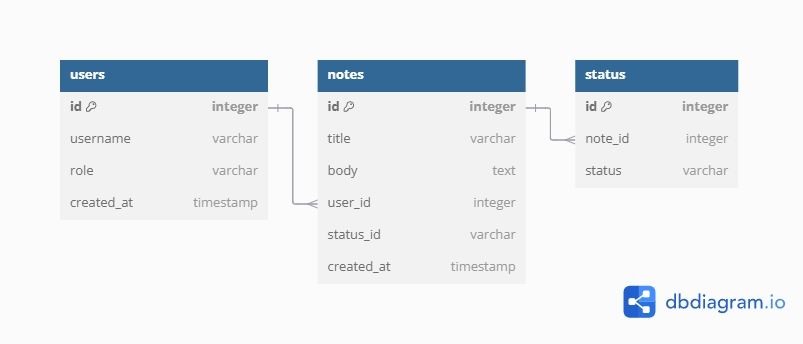 users
id integer
username varchar
role varchar
created_at timestamp
notes
id integer
title varchar
body text
user_id integer
status_id varchar
created_at timestamp
status
id integer
note_id integer
status varchar
dbdiagram.io